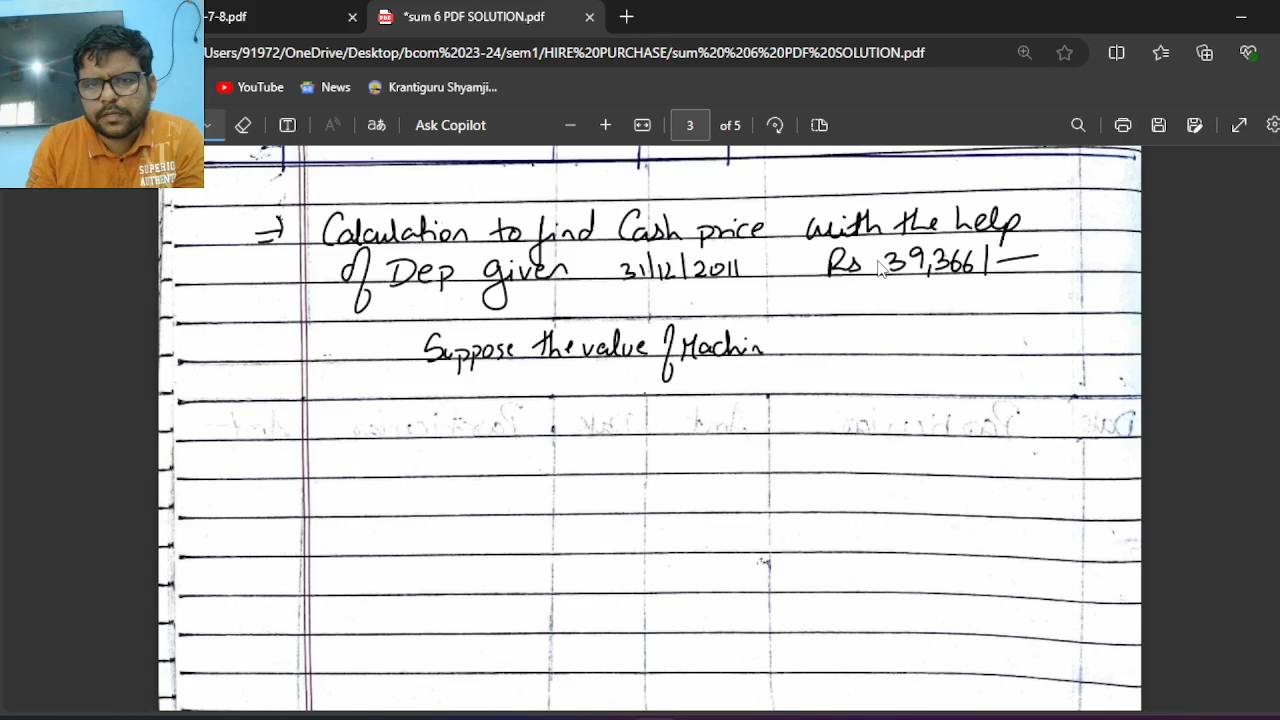 -7-8.pdf
*sum 6 PDF SOLUTION.pdf
Users/91972/OneDrive/Desktop/bcom%2023-24/sem1/HIRE%20PURCHASE/sum%20%206%20PDF%20SOLUTION.pdf
YouTube
News
Krantiguru Shyamji...
aあ
Ask Copilot
3
of 5
SUPERIO
AUTHENT
=> Calculation to find Cash price with the help
of Dep given 31/12/2011 Rs 39,366/-
Suppose the value of Machin